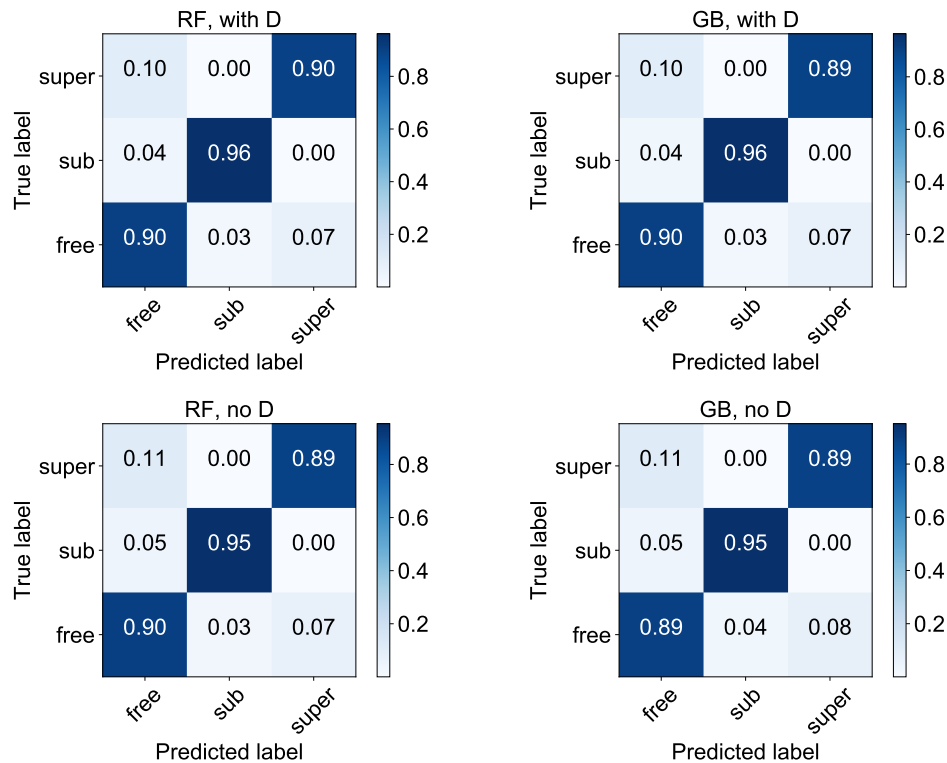 RF, with D
True label
super 0.10 0.00 0.90
sub 0.04 0.96 0.00
free 0.90 0.03 0.07
free sub super
Predicted label
0.8
0.6
0.4
0.2
GB, with D
True label
super 0.10 0.00 0.89
sub 0.04 0.96 0.00
free 0.90 0.03 0.07
free sub super
Predicted label
0.8
0.6
0.4
0.2
RF, no D
True label
super 0.11 0.00 0.89
sub 0.05 0.95 0.00
free 0.90 0.03 0.07
free sub super
Predicted label
0.8
0.6
0.4
0.2
GB, no D
True label
super 0.11 0.00 0.89
sub 0.05 0.95 0.00
free 0.89 0.04 0.08
free sub super
Predicted label
0.8
0.6
0.4
0.2